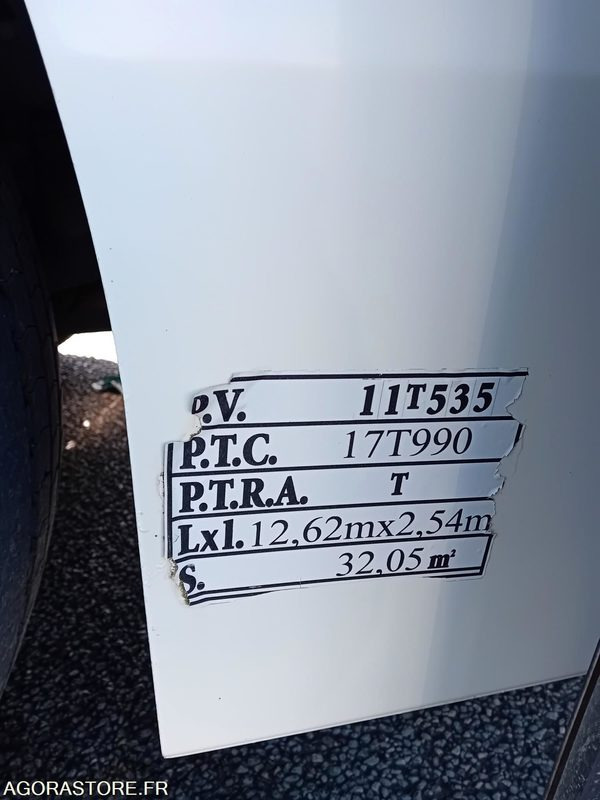 P.V. 11T535
P.T.C. 17T990
P.T.R.A. T
Lxl. 12,62mx2,54m
S. 32,05 m²
AGORASTORE.FR